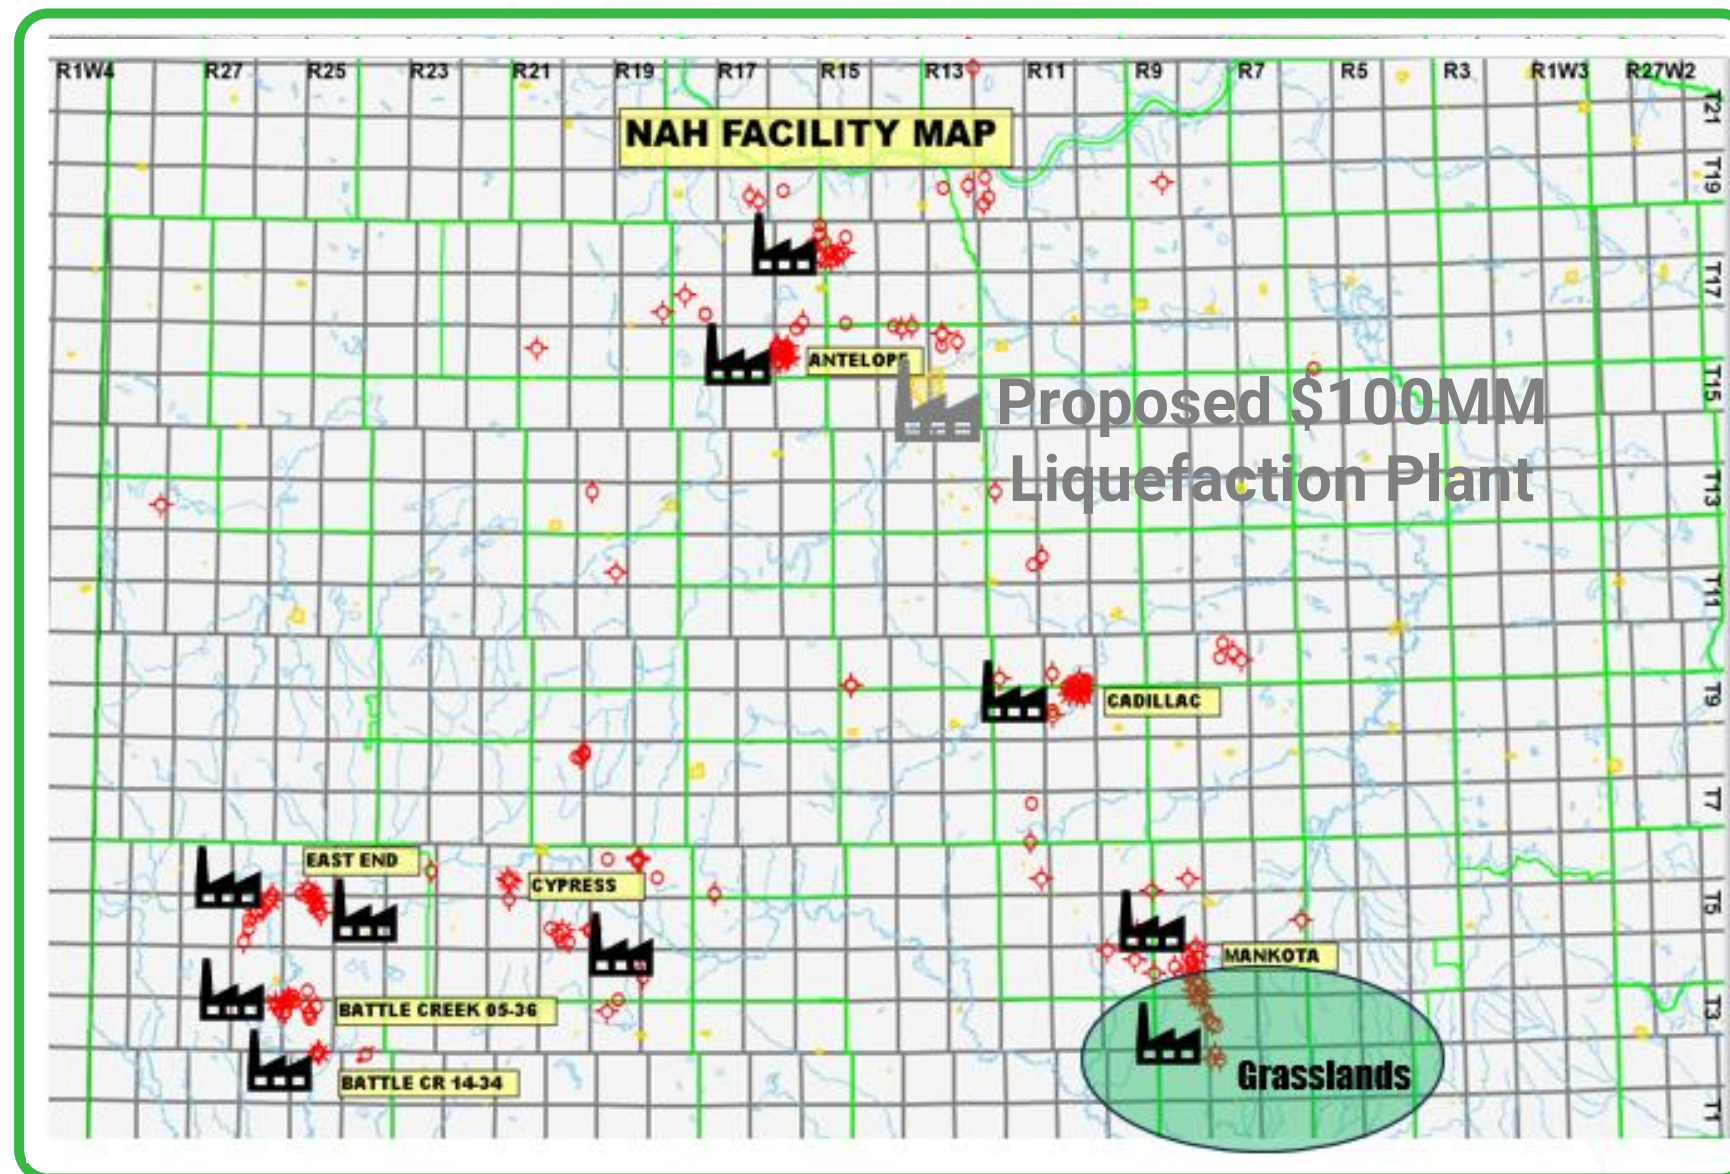 R1W4 R27 R25 R23 R21 R19 R17 R15 R13 R11 R9 R7 R5 R3 R1W3 R27W2
T21
NAH FACILITY MAP
T19
T17
ANTELOPE
T15
Proposed $100MM
Liquefaction Plant
T13
T11
CADILLAC
T9
T7
EAST END
CYPRESS
T5
MANKOTA
BATTLE CREEK 05-36
T3
Grasslands
BATTLE CR 14-34
T1